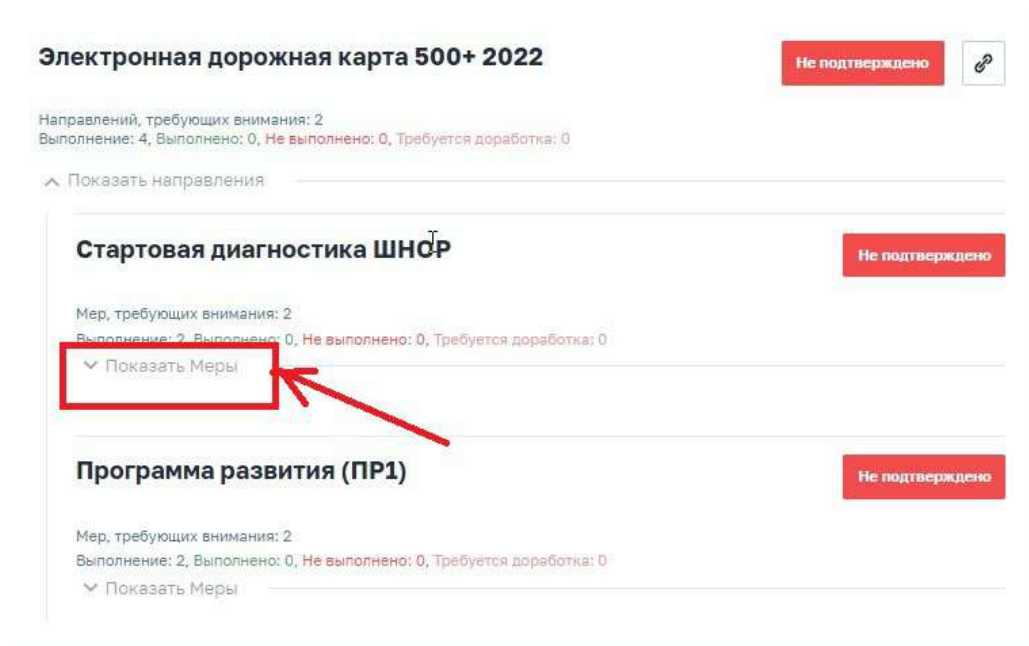 Электронная дорожная карта 500+ 2022
Не подтверждено
Направлений, требующих внимания: 2
Выполнение: 4, Выполнено: 0, Не выполнено: 0, Требуется доработка: 0
Показать направления
Стартовая диагностика ШНОР
Не подтверждено
Мер, требующих внимания: 2
Выполнение: 2, Выполнено: 0, Не выполнено: 0, Требуется доработка: 0
Показать Меры
Программа развития (ПР1)
Не подтверждено
Мер, требующих внимания: 2
Выполнение: 2, Выполнено: 0, Не выполнено: 0, Требуется доработка: 0
Показать Меры